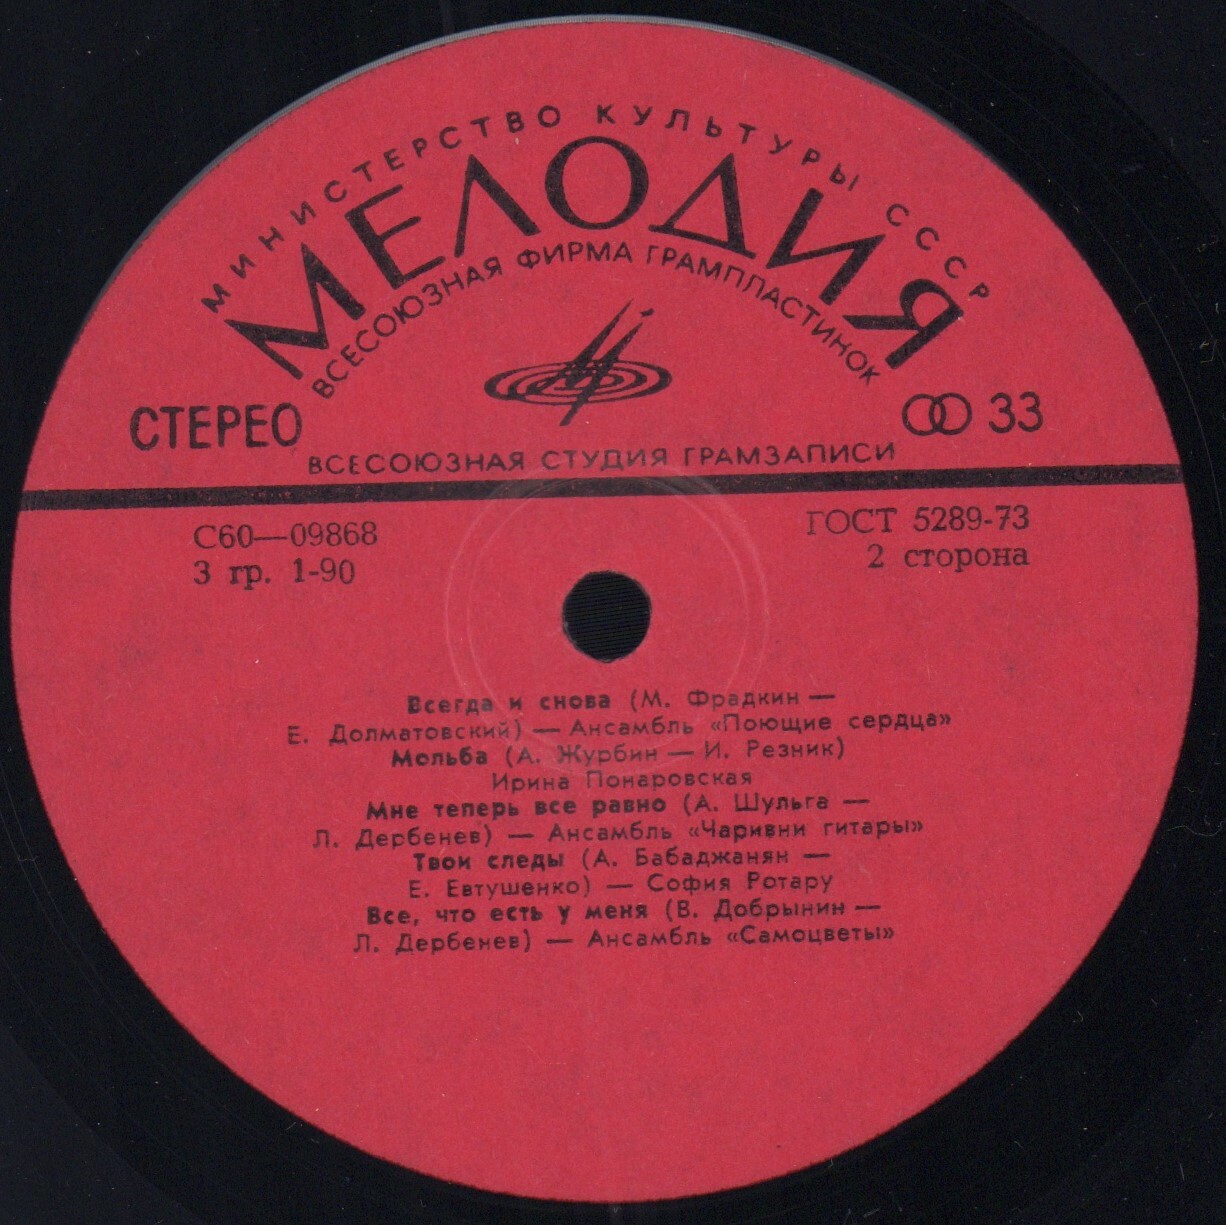 МИНИСТЕРСТВО КУЛЬТУРЫ СССР
МЕЛОДИЯ
ВСЕСОЮЗНАЯ ФИРМА ГРАМПЛАСТИНОК
СТЕРЕО
33
ВСЕСОЮЗНАЯ СТУДИЯ ГРАМЗАПИСИ
С60—09868
ГОСТ 5289-73
3 гр. 1-90
2 сторона
Всегда и снова (М. Фрадкин —
Е. Долматовский) — Ансамбль «Поющие сердца»
Мольба (А. Журбин — И. Резник)
Ирина Понаровская
Мне теперь все равно (А. Шульга —
Л. Дербенев) — Ансамбль «Чаривни гитары»
Твои следы (А. Бабаджанян —
Е. Евтушенко) — София Ротару
Все, что есть у меня (В. Добрынин —
Л. Дербенев) — Ансамбль «Самоцветы»